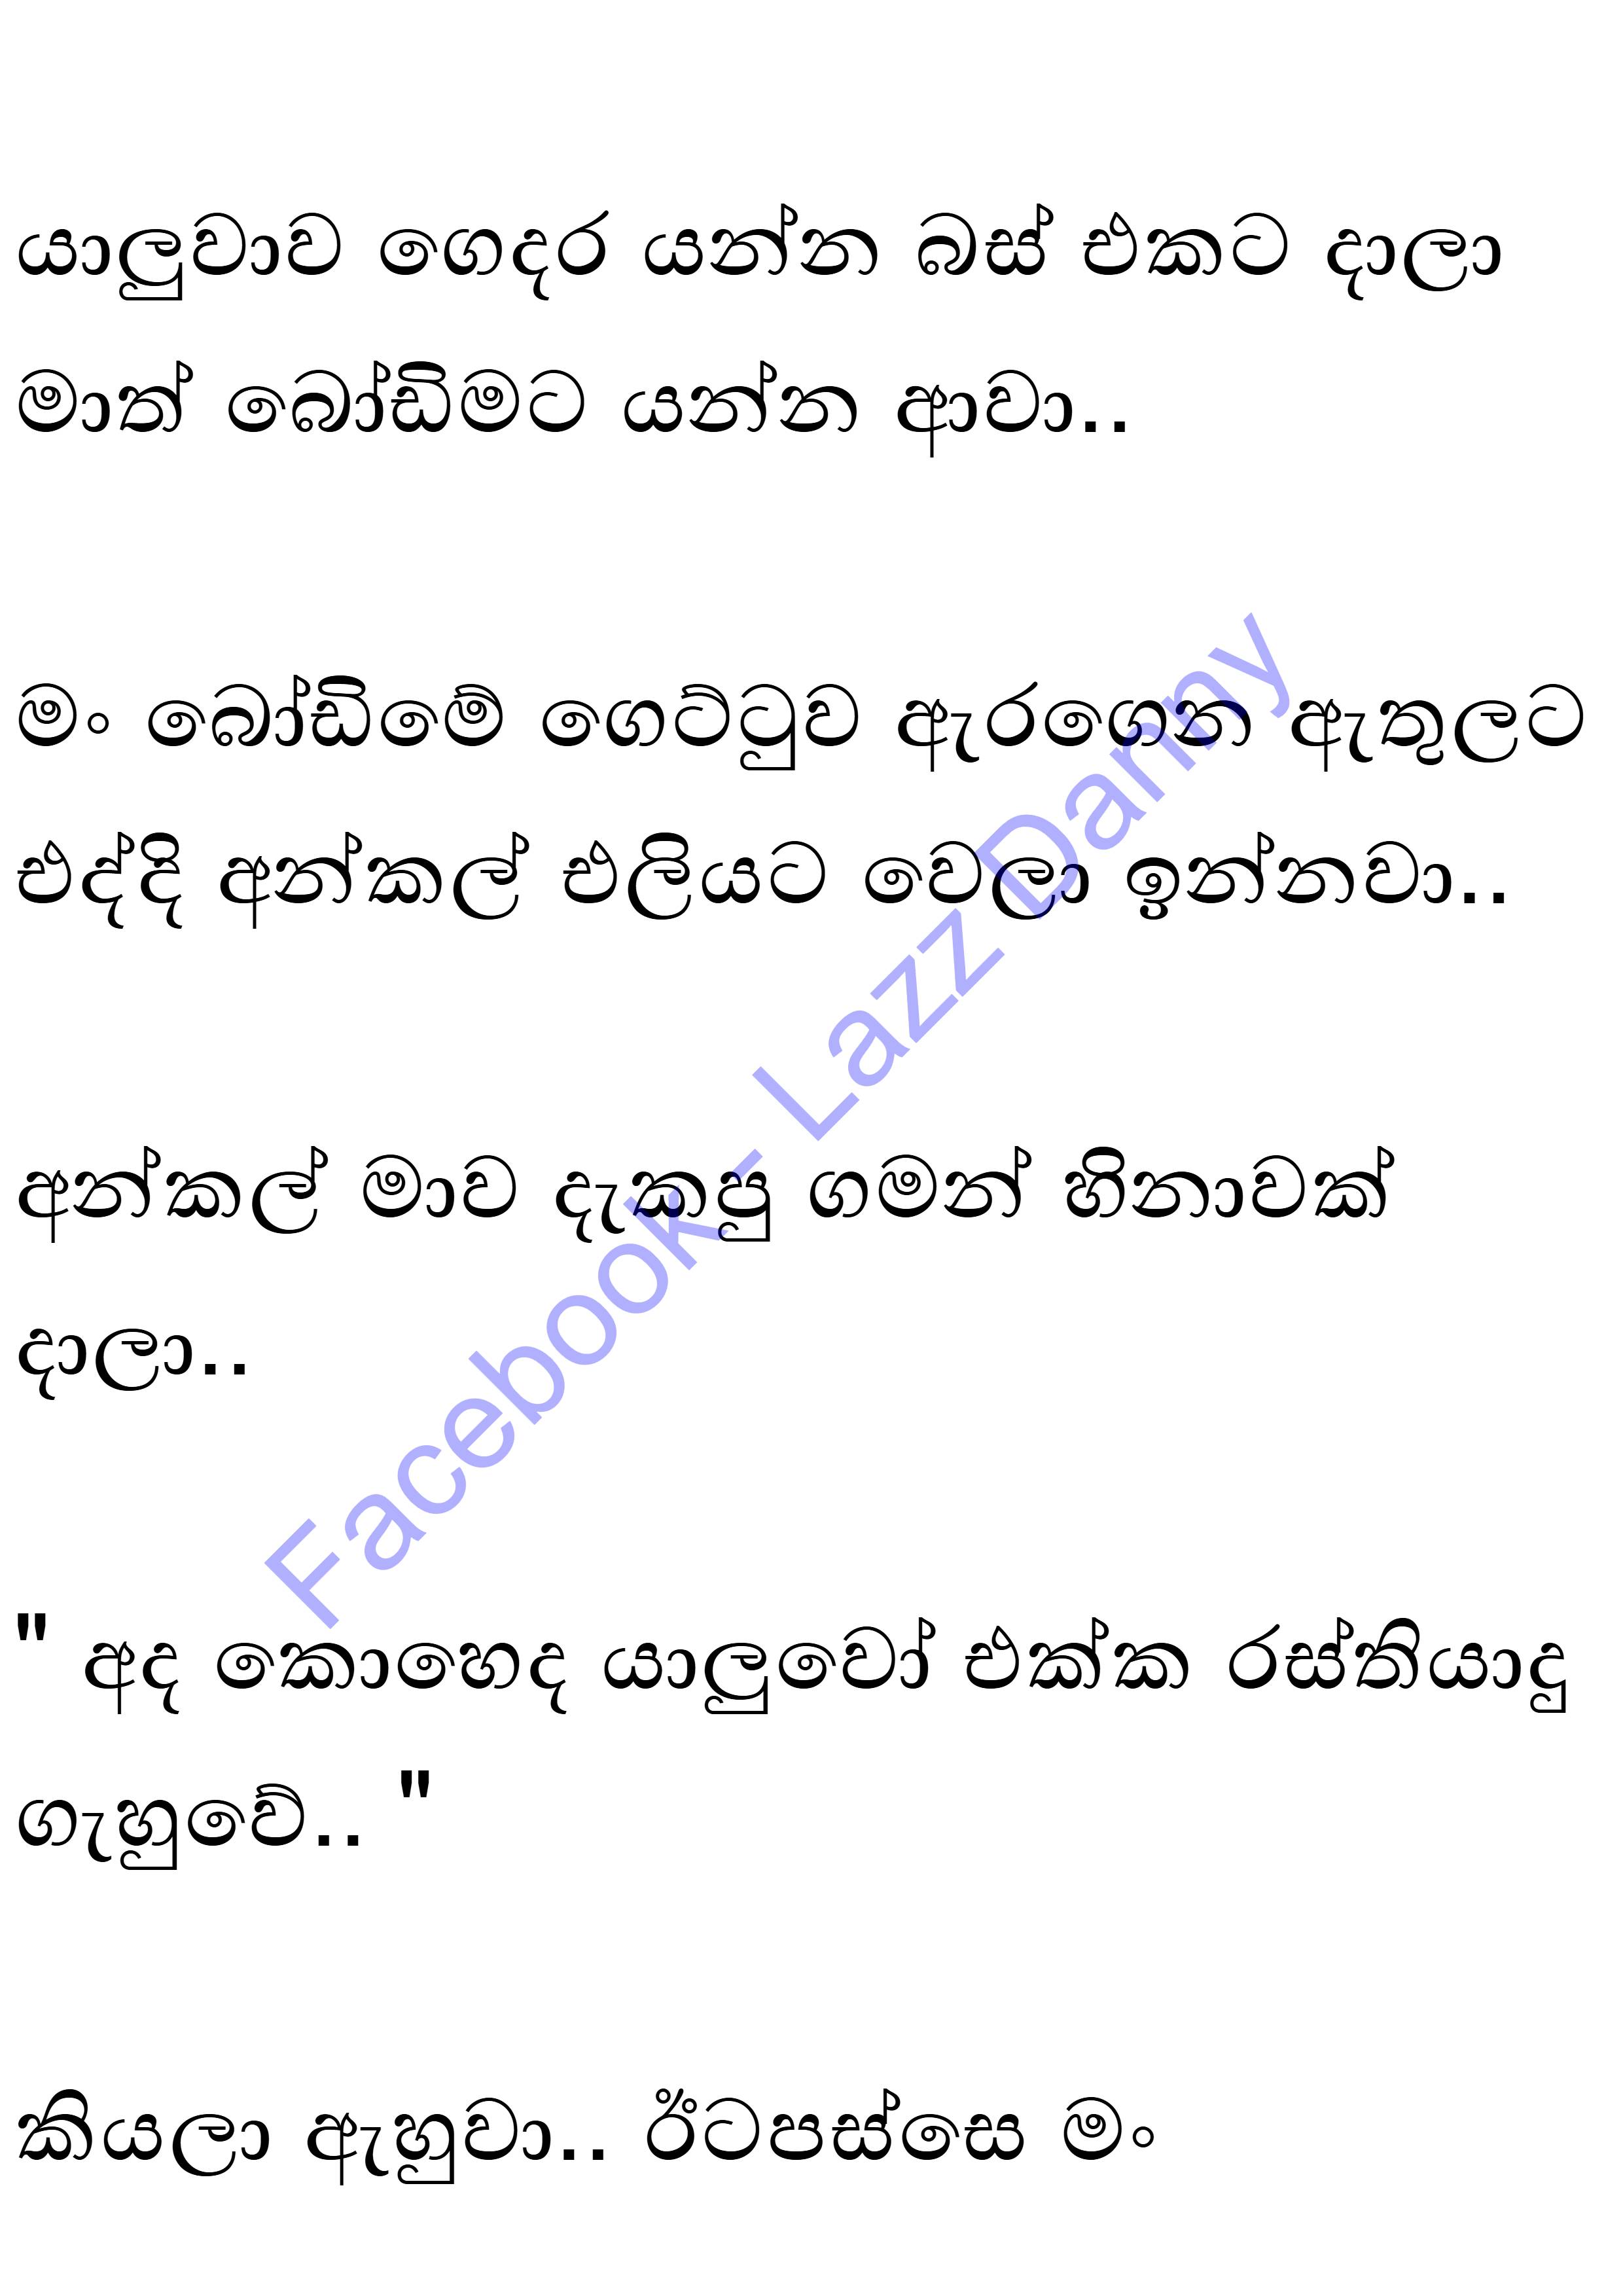 යාලුවාව ගෙදර යන්න බස් එකට දාලා
මාත් බෝඩිමට යන්න ආවා..
මං බෝඩිමේ ගෙට්ටුව ඇරගෙන ඇතුලට
එද්දි අන්කල් එලියට වෙලා ඉන්නවා..
අන්කල් මාව දැකපු ගමන් හිනාවක්
දාලා..
" අද කොහෙද යාලුවෝ එක්ක රස්තියාදු
ගැහුවේ.. "
කියලා ඇහුවා.. ඊටපස්සෙ මං
Facebook- Lazz Danny